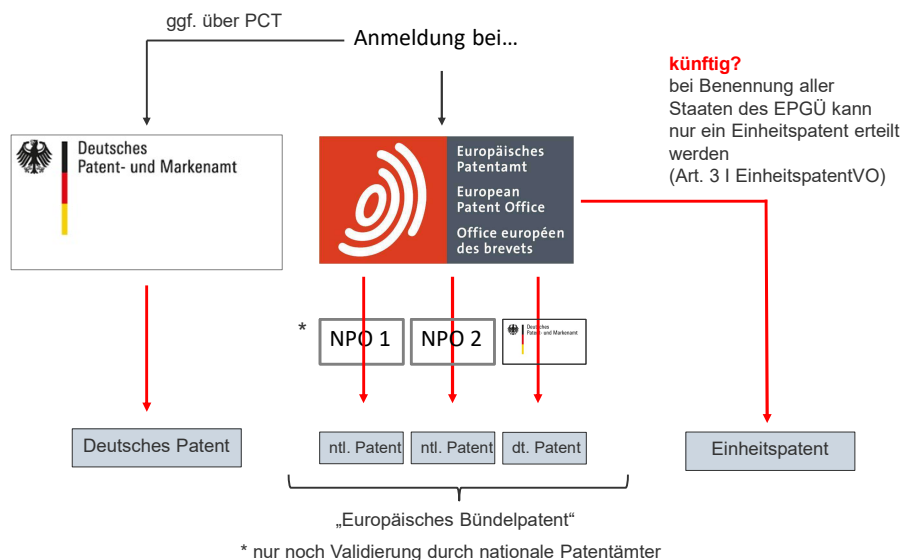 ggf. über PCT
Anmeldung bei...
künftig?
bei Benennung aller
Staaten des EPGÜ kann
nur ein Einheitspatent erteilt
werden
(Art. 3 I EinheitspatentVO)
Deutsches
Patent- und Markenamt
Europäisches
Patentamt
European
Patent Office
Office européen
des brevets
* NPO 1
NPO 2
Deutsches
Patent- und Markenamt
Deutsches Patent
ntl. Patent
ntl. Patent
dt. Patent
Einheitspatent
„Europäisches Bündelpatent“
* nur noch Validierung durch nationale Patentämter